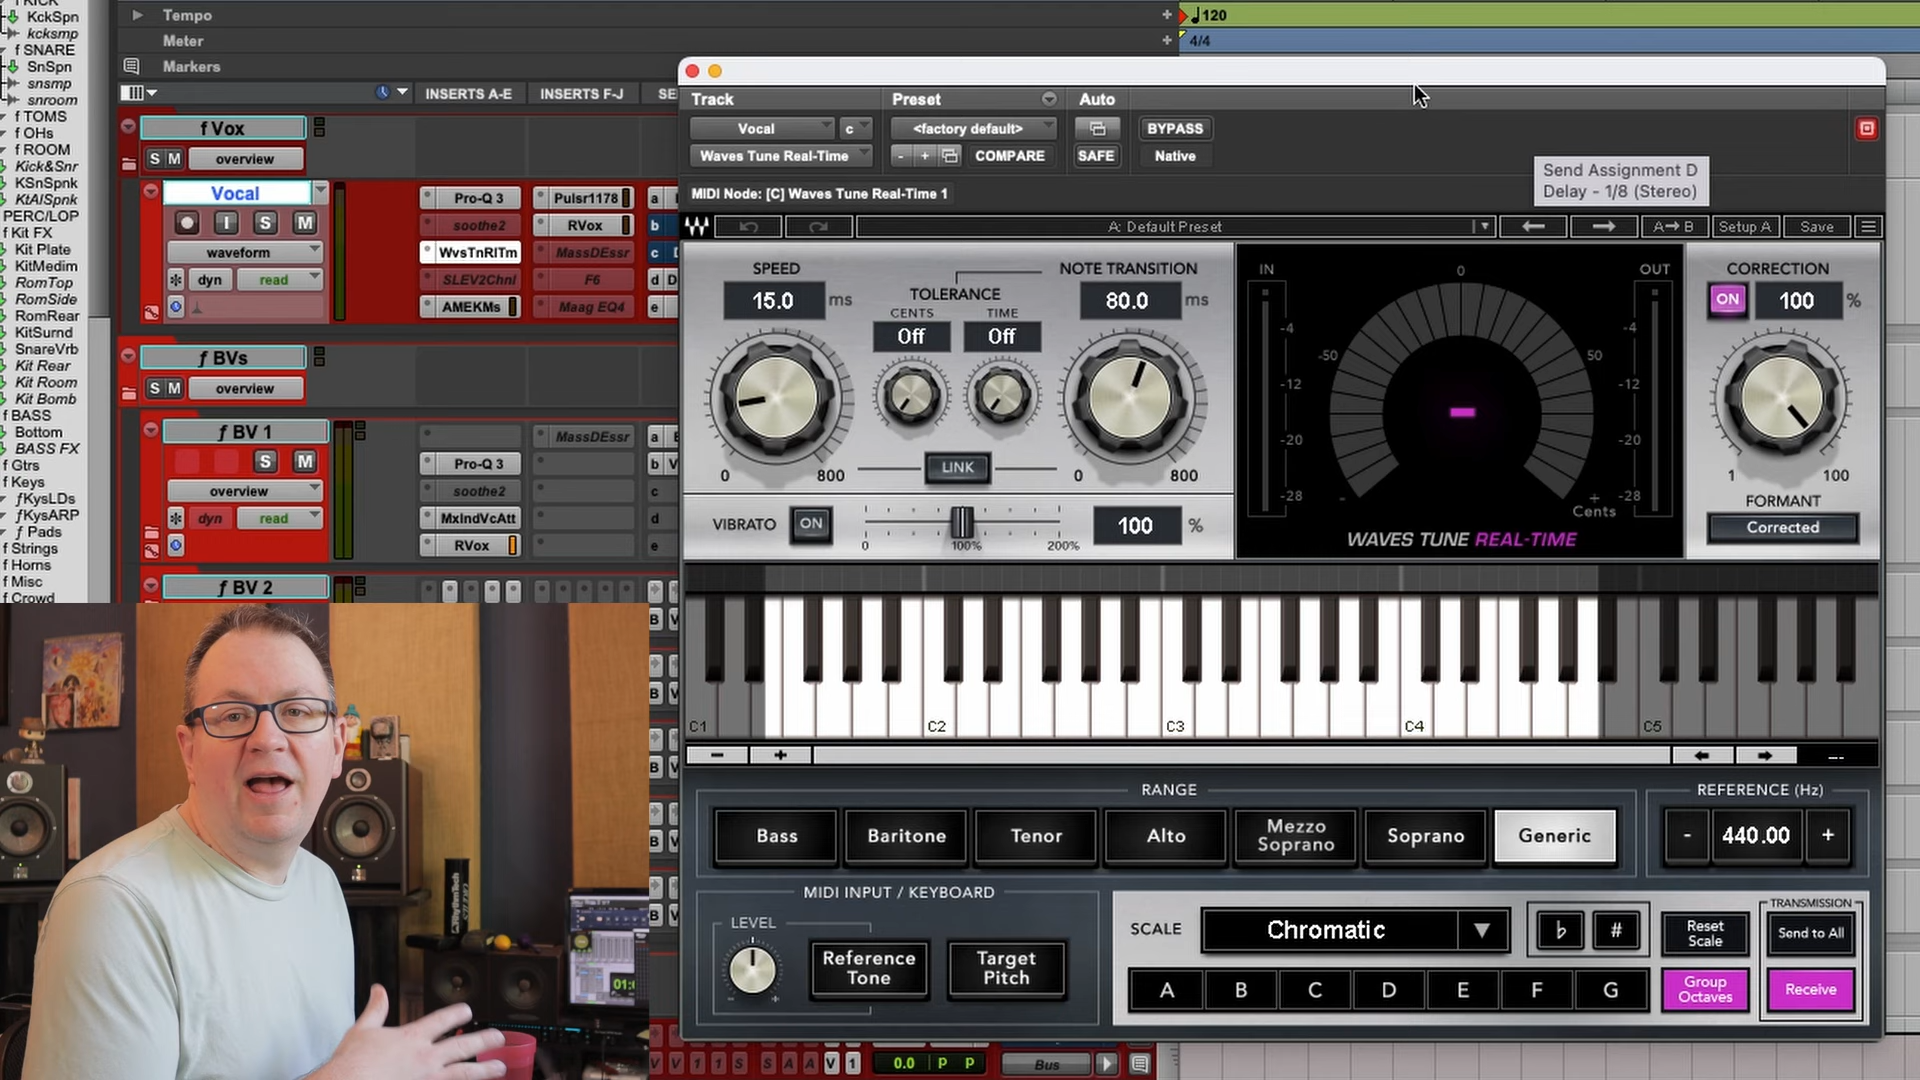 f KICK
KckSpn
kcksmp
f SNARE
SnSpn
snsmp
snroom
f TOMS
f OHs
f ROOM
Kick&Snr
KSnSpnk
KtAlSpnk
PERC/LOP
f Kit FX
Kit Plate
KitMedim
RomTop
RomSide
RomRear
KitSurnd
SnareVrb
Kit Rear
Kit Room
Kit Bomb
f BASS
Bottom
BASS FX
f Gtrs
f Keys
ƒKysLDs
ƒKysARP
ƒ Pads
f Strings
f Horns
f Misc
f Crowd
Tempo
+
120
Meter
+
4/4
Markers
INSERTS A-E
INSERTS F-J
SE
f Vox
S M
overview
Vocal
I S M
waveform
dyn
read
Pro-Q 3
soothe2
WvsTnRlTm
SLEV2Chnl
AMEKMs
Pulsr1178
RVox
MassDEssr
F6
Maag EQ4
a
b
c
d D
e
ƒ BVs
S M
overview
ƒ BV 1
S M
overview
dyn
read
Pro-Q 3
soothe2
MxIndVcAtt
RVox
MassDEssr
a
b V
c
d
e
ƒ BV 2
Track
Preset
Auto
Vocal
c
<factory default>
BYPASS
Waves Tune Real-Time
- +
COMPARE
SAFE
Native
Send Assignment D
Delay - 1/8 (Stereo)
MIDI Node: [C] Waves Tune Real-Time 1
A: Default Preset
A→B
Setup A
Save
SPEED
15.0 ms
0 800
TOLERANCE
CENTS
TIME
Off
Off
LINK
NOTE TRANSITION
80.0 ms
0 800
VIBRATO
ON
0 100% 200%
100 %
IN
0
OUT
-4
-12
-20
-28
-50
50
-4
-12
-20
-28
-
+
Cents
WAVES TUNE REAL-TIME
CORRECTION
ON
100 %
1 100
FORMANT
Corrected
C1 C2 C3 C4 C5
- +
---
RANGE
Bass
Baritone
Tenor
Alto
Mezzo
Soprano
Soprano
Generic
REFERENCE (Hz)
- 440.00 +
MIDI INPUT / KEYBOARD
LEVEL
- +
Reference
Tone
Target
Pitch
SCALE
Chromatic
♭ #
Reset
Scale
A B C D E F G
Group
Octaves
TRANSMISSION
Send to All
Receive
V V 1 1 S S A A V 1
0.0
P P
Bus